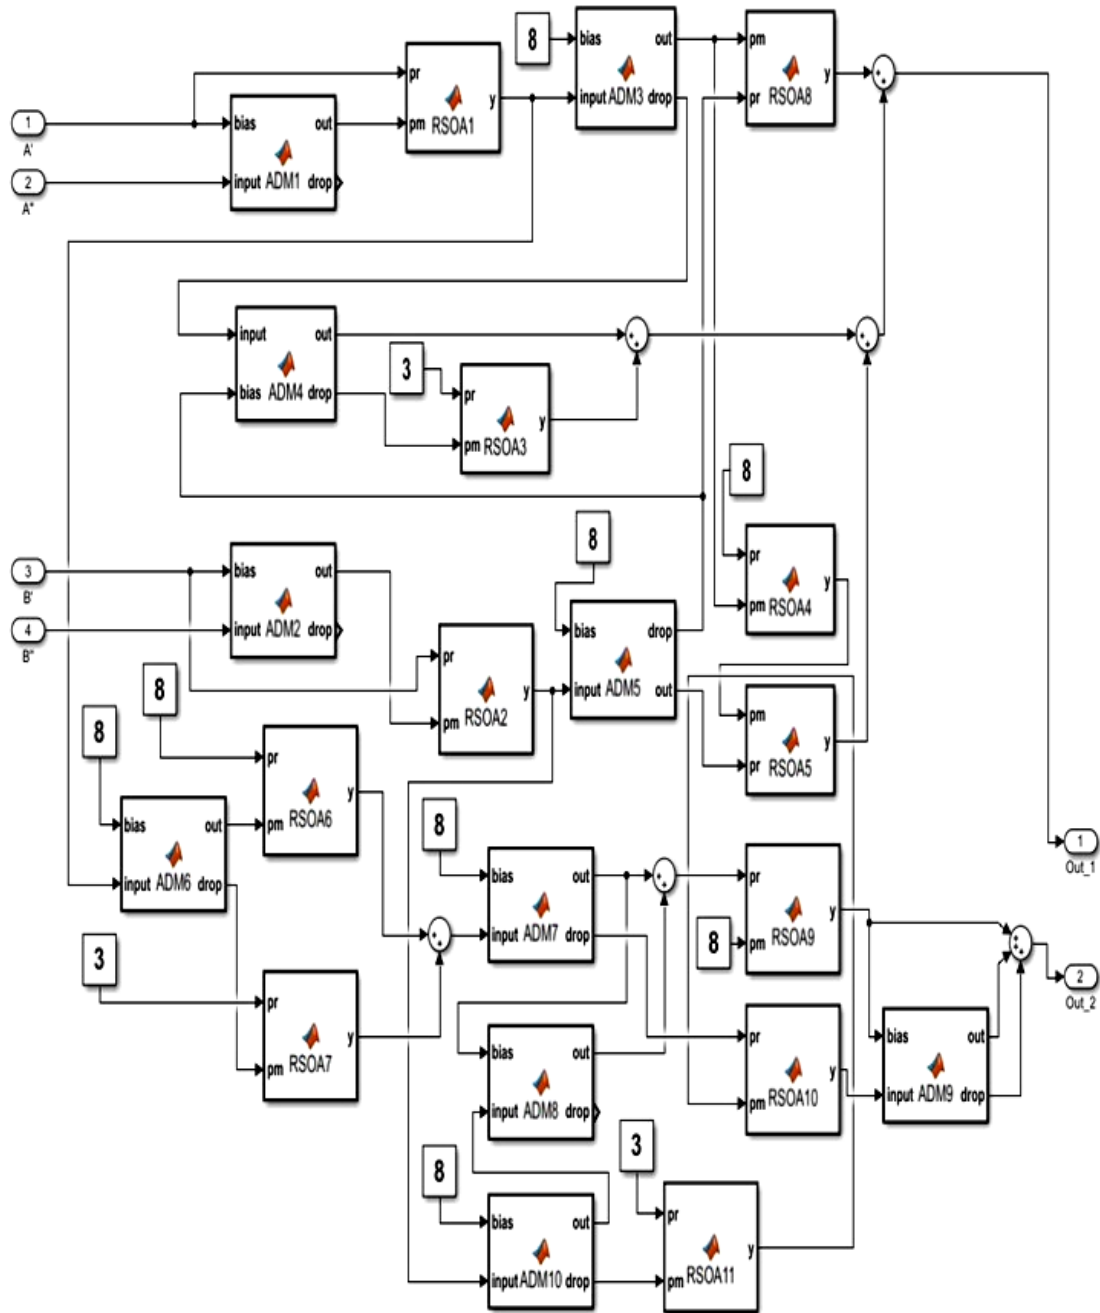 8
bias
out
input
drop
ADM3
pm
pr
y
RSOA8
pr
pm
y
RSOA1
1
A'
2
A"
bias
out
input
drop
ADM1
input
out
bias
drop
ADM4
3
pr
pm
y
RSOA3
8
pr
pm
y
RSOA4
8
3
B'
4
B"
bias
out
input
drop
ADM2
pr
pm
y
RSOA2
bias
drop
input
out
ADM5
pm
pr
y
RSOA5
8
8
pr
pm
y
RSOA6
bias
out
input
drop
ADM6
8
bias
out
input
drop
ADM7
pr
pm
y
RSOA9
8
1
Out_1
2
Out_2
3
pr
pm
y
RSOA7
bias
out
input
drop
ADM8
pr
pm
y
RSOA10
bias
out
input
drop
ADM9
8
bias
out
input
drop
ADM10
3
pr
pm
y
RSOA11